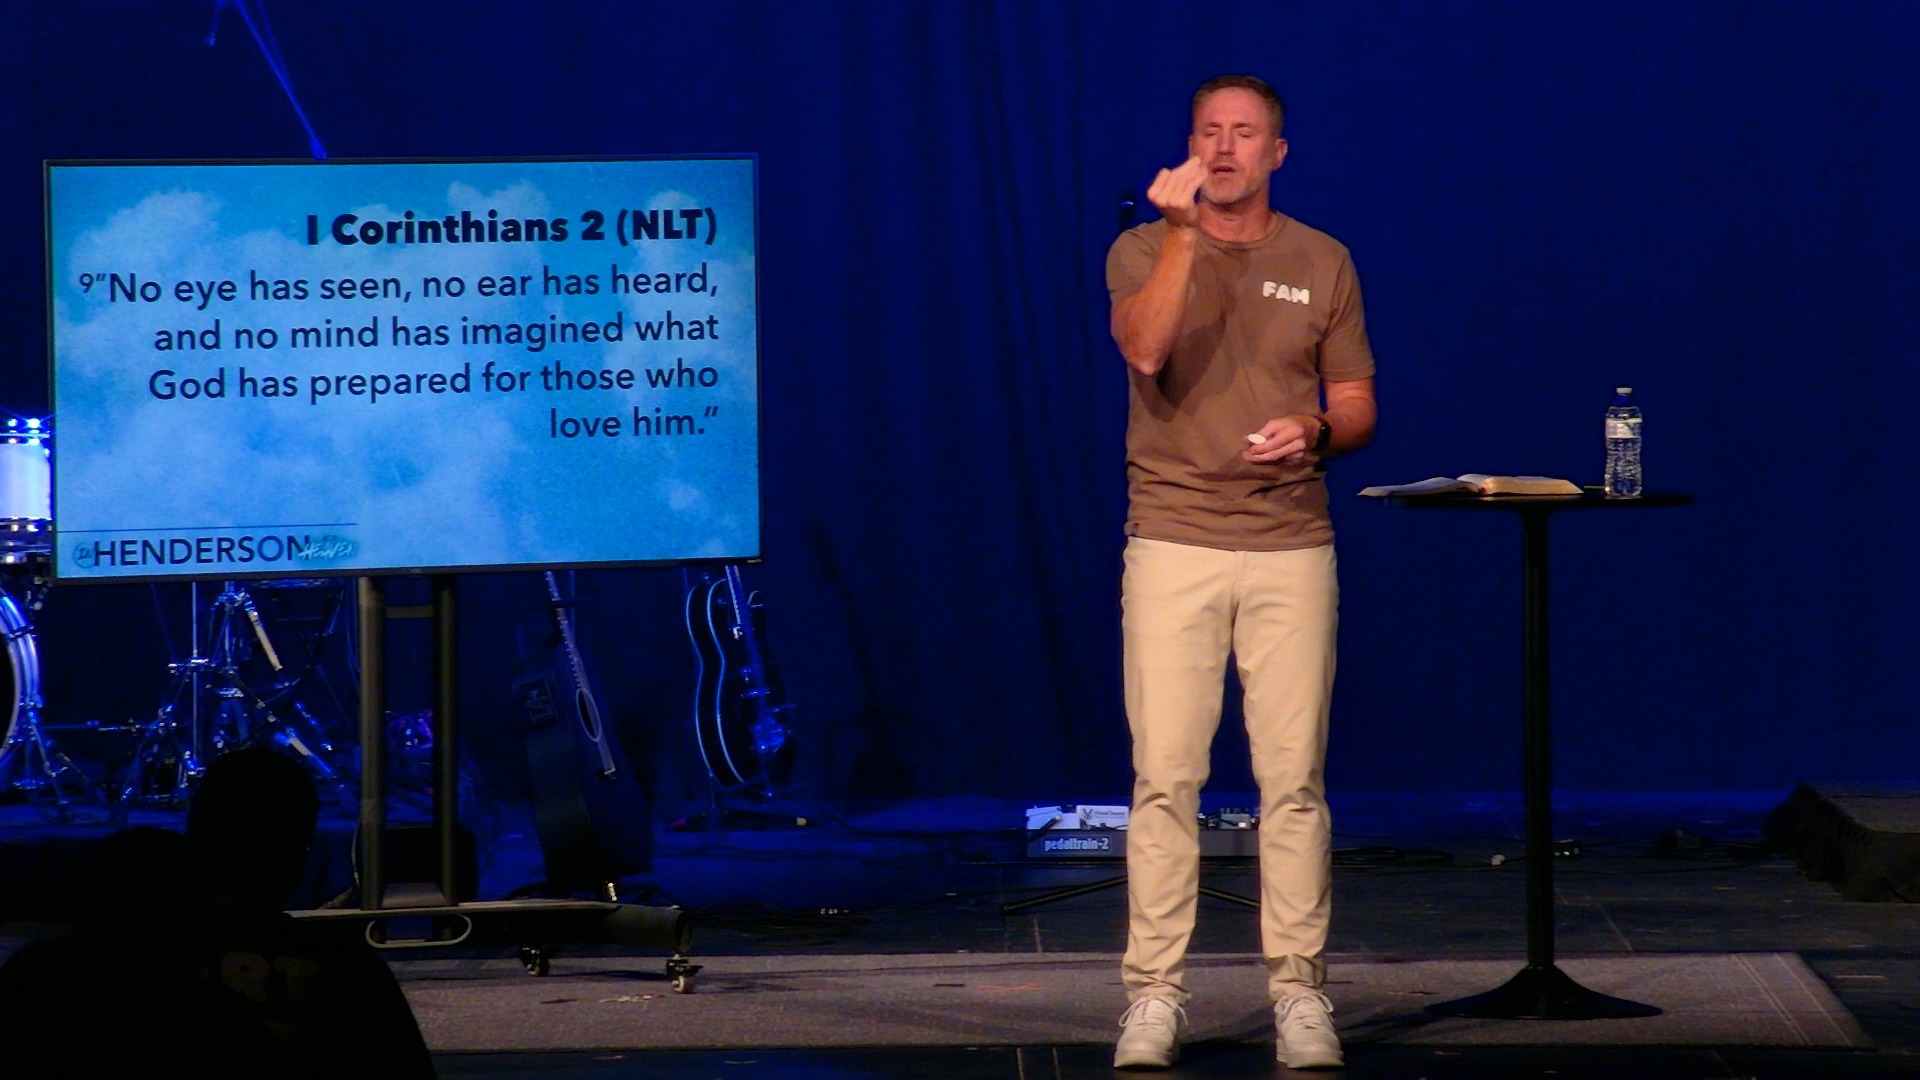 I Corinthians 2 (NLT)
9"No eye has seen, no ear has heard,
and no mind has imagined what
God has prepared for those who
love him."
HENDERSON
HEAVEN
FAM
pedaltrain-2